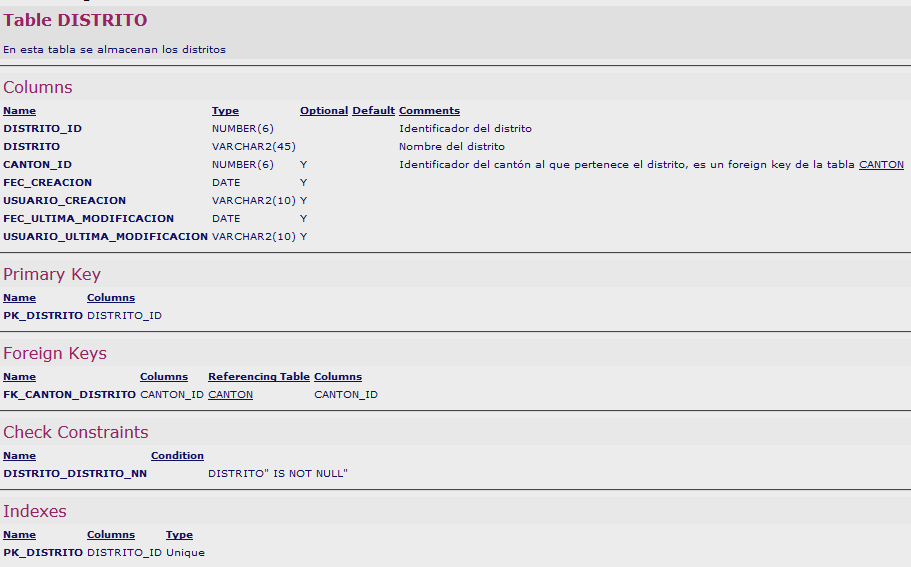 Table DISTRITO
En esta tabla se almacenan los distritos
Columns
Name Type Optional Default Comments
DISTRITO_ID NUMBER(6) Identificador del distrito
DISTRITO VARCHAR2(45) Nombre del distrito
CANTON_ID NUMBER(6) Y Identificador del cantón al que pertenece el distrito, es un foreign key de la tabla CANTON
FEC_CREACION DATE Y
USUARIO_CREACION VARCHAR2(10) Y
FEC_ULTIMA_MODIFICACION DATE Y
USUARIO_ULTIMA_MODIFICACION VARCHAR2(10) Y
Primary Key
Name Columns
PK_DISTRITO DISTRITO_ID
Foreign Keys
Name Columns Referencing Table Columns
FK_CANTON_DISTRITO CANTON_ID CANTON CANTON_ID
Check Constraints
Name Condition
DISTRITO_DISTRITO_NN DISTRITO" IS NOT NULL"
Indexes
Name Columns Type
PK_DISTRITO DISTRITO_ID Unique